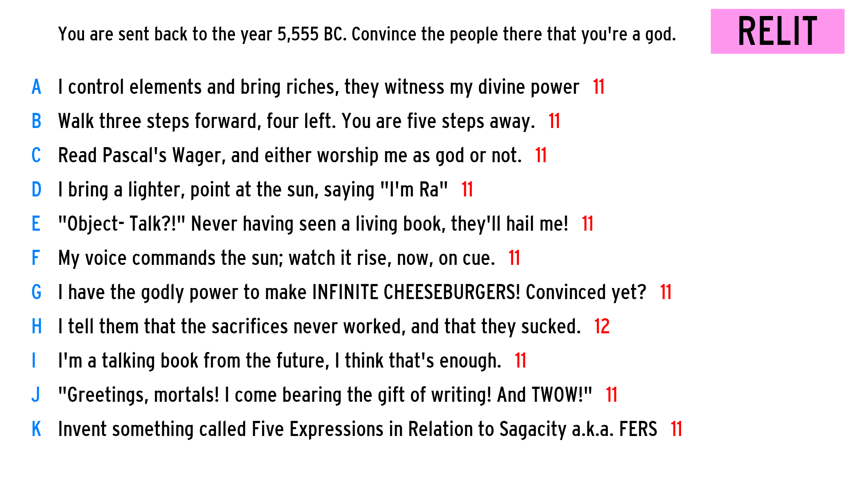 You are sent back to the year 5,555 BC. Convince the people there that you're a god.
RELIT
A I control elements and bring riches, they witness my divine power 11
B Walk three steps forward, four left. You are five steps away. 11
C Read Pascal's Wager, and either worship me as god or not. 11
D I bring a lighter, point at the sun, saying "I'm Ra" 11
E "Object- Talk?!" Never having seen a living book, they'll hail me! 11
F My voice commands the sun; watch it rise, now, on cue. 11
G I have the godly power to make INFINITE CHEESEBURGERS! Convinced yet? 11
H I tell them that the sacrifices never worked, and that they sucked. 12
I I'm a talking book from the future, I think that's enough. 11
J "Greetings, mortals! I come bearing the gift of writing! And TWOW!" 11
K Invent something called Five Expressions in Relation to Sagacity a.k.a. FERS 11